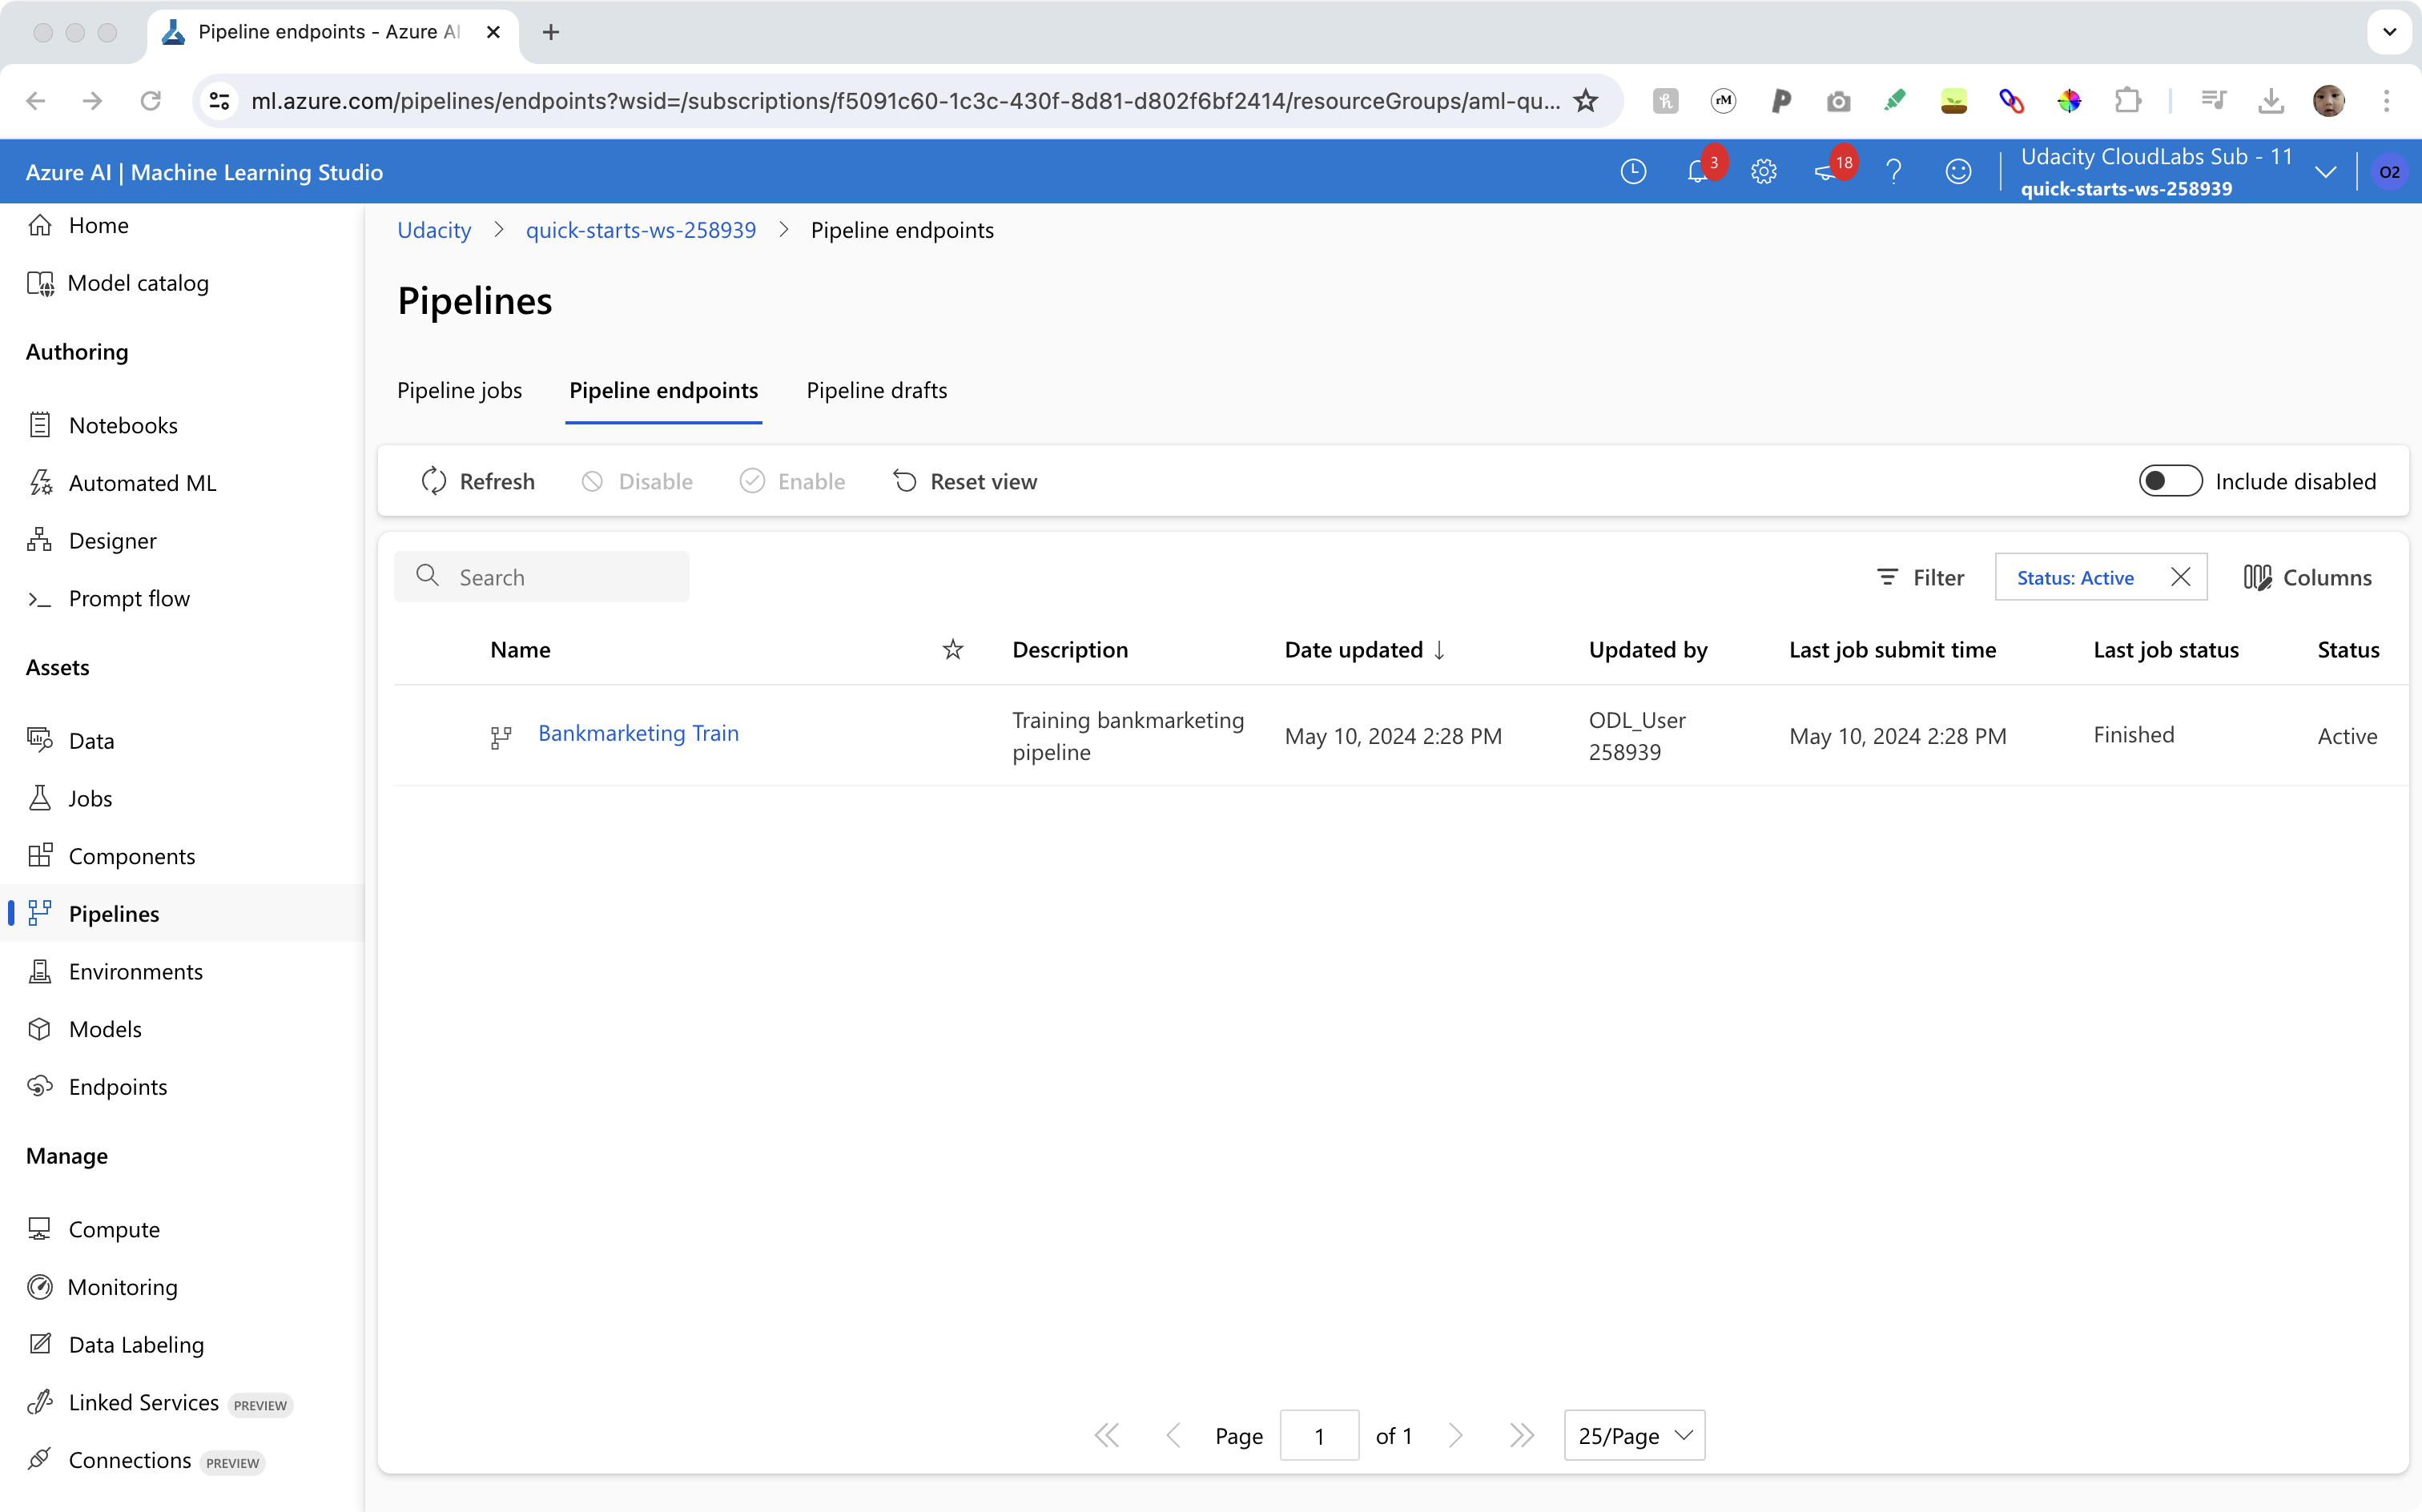 Pipeline endpoints - Azure AI
ml.azure.com/pipelines/endpoints?wsid=/subscriptions/f5091c60-1c3c-430f-8d81-d802f6bf2414/resourceGroups/aml-qu...
Azure AI | Machine Learning Studio
3
18
Udacity CloudLabs Sub - 11
quick-starts-ws-258939
O2
Home
Model catalog
Authoring
Notebooks
Automated ML
Designer
Prompt flow
Assets
Data
Jobs
Components
Pipelines
Environments
Models
Endpoints
Manage
Compute
Monitoring
Data Labeling
Linked Services PREVIEW
Connections PREVIEW
Udacity > quick-starts-ws-258939 > Pipeline endpoints
Pipelines
Pipeline jobs Pipeline endpoints Pipeline drafts
Refresh Disable Enable Reset view Include disabled
Search Filter Status: Active Columns
Name Description Date updated ↓ Updated by Last job submit time Last job status Status
Bankmarketing Train Training bankmarketing pipeline May 10, 2024 2:28 PM ODL_User 258939 May 10, 2024 2:28 PM Finished Active
Page 1 of 1 25/Page